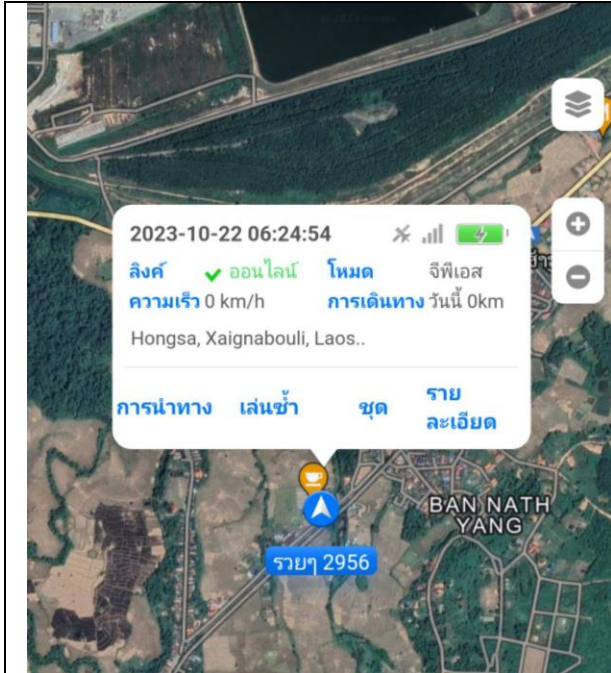 2023-10-22 06:24:54
ลิงค์ ออนไลน์ โหมด จีพีเอส
ความเร็ว 0 km/h การเดินทาง วันนี้ 0km
Hongsa, Xaignabouli, Laos..
การนำทาง เล่นซ้ำ ชุด ราย
ละเอียด
BAN NATH
YANG
รวยๆ 2956